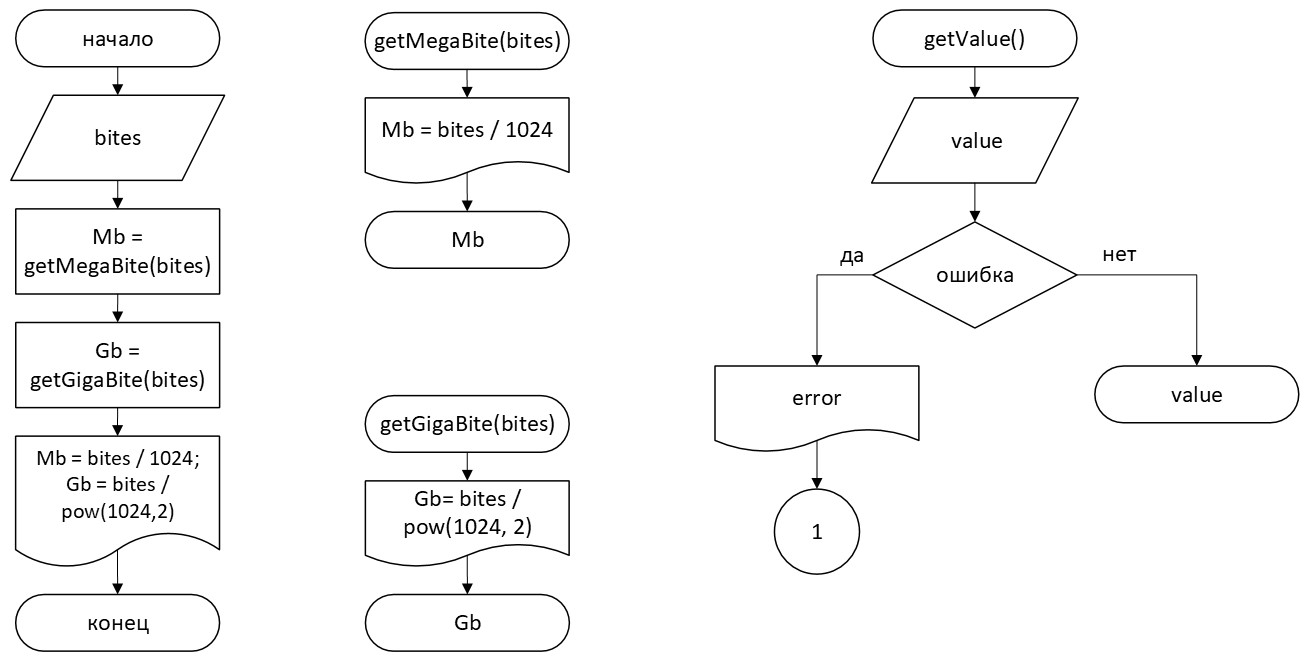 начало
bites
Mb =
getMegaBite(bites)
Gb =
getGigaBite(bites)
Mb = bites / 1024;
Gb = bites /
pow(1024,2)
конец
getMegaBite(bites)
Mb = bites / 1024
Mb
getGigaBite(bites)
Gb= bites /
pow(1024, 2)
Gb
getValue()
value
ошибка
да
нет
error
1
value